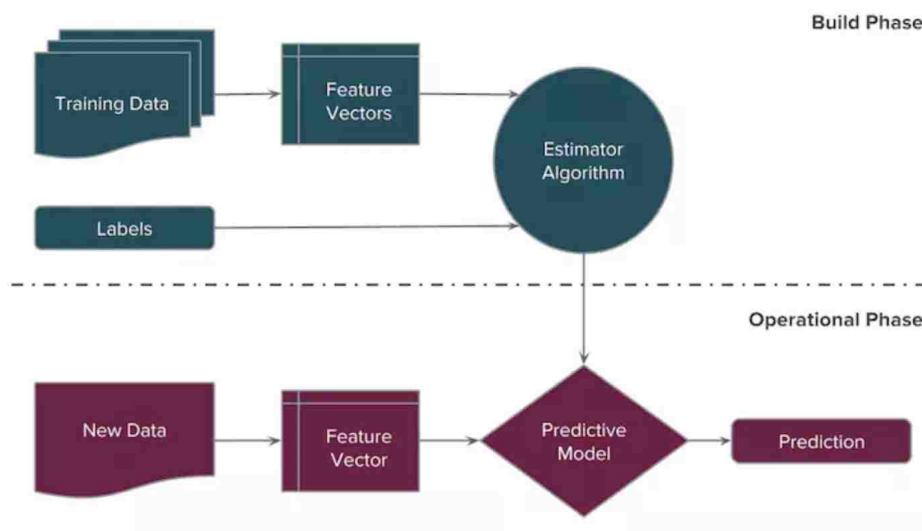 Build Phase
Training Data
Feature
Vectors
Estimator
Algorithm
Labels
Operational Phase
New Data
Feature
Vector
Predictive
Model
Prediction